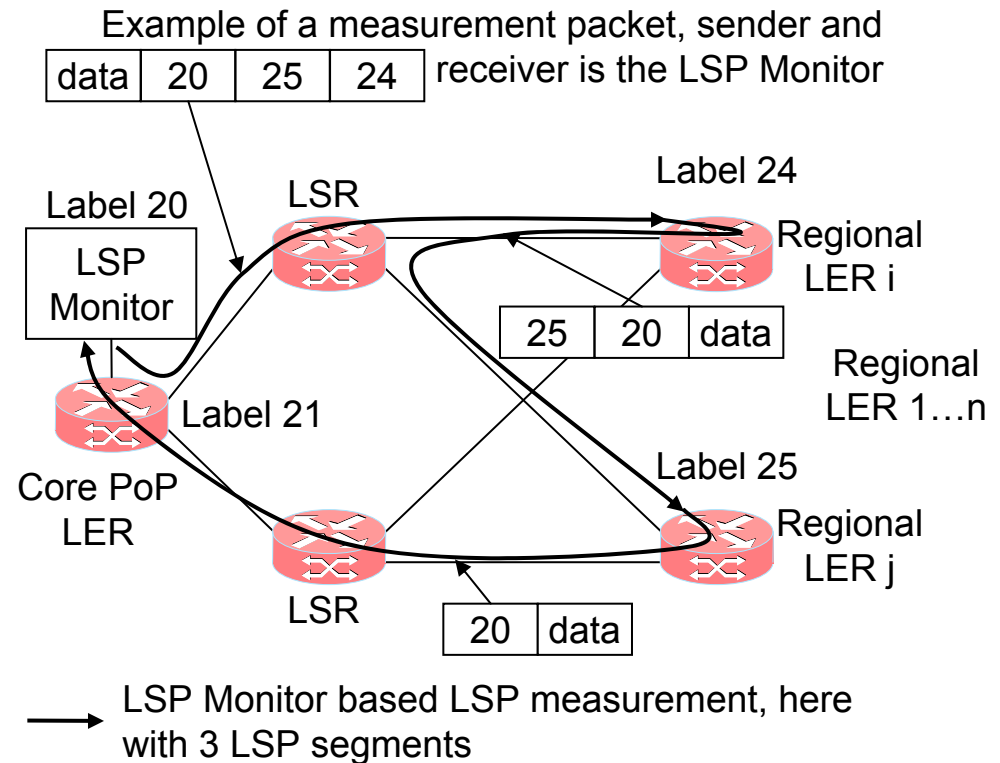 Example of a measurement packet, sender and
receiver is the LSP Monitor
data 20 25 24
Label 24
LSR
Label 20
LSP
Monitor
Regional
LER i
25 20 data
Regional
LER 1...n
Label 21
Label 25
Core PoP
LER
Regional
LER j
LSR
20 data
LSP Monitor based LSP measurement, here
with 3 LSP segments